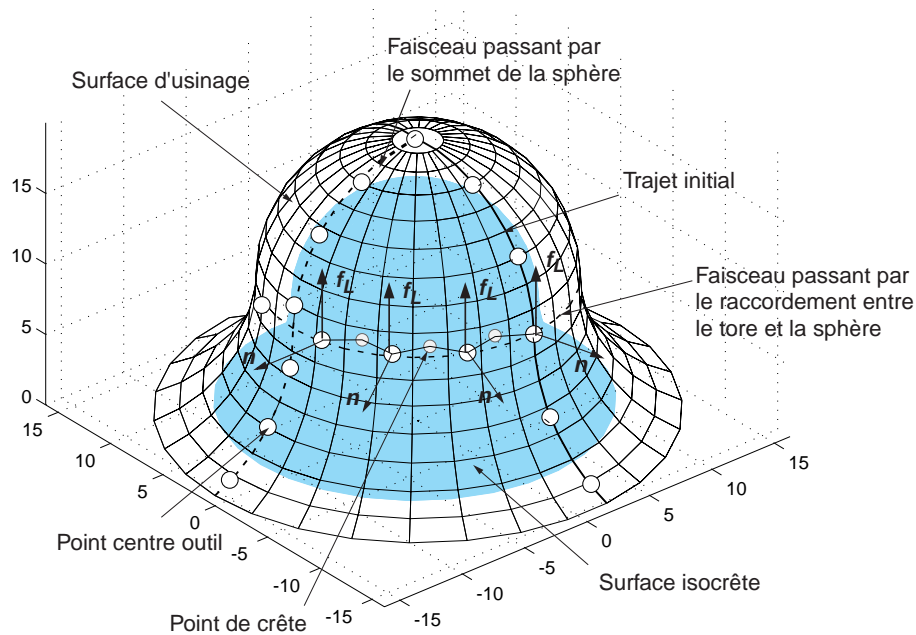 Faisceau passant par
le sommet de la sphère
Surface d'usinage
Trajet initial
Faisceau passant par
le raccordement entre
le tore et la sphère
15
10
5
0
f_L
f_L
f_L
f_L
n
n
n
n
15
10
5
0
-5
-10
-15
-15
-10
-5
0
5
10
15
Point centre outil
Point de crête
Surface isocrête